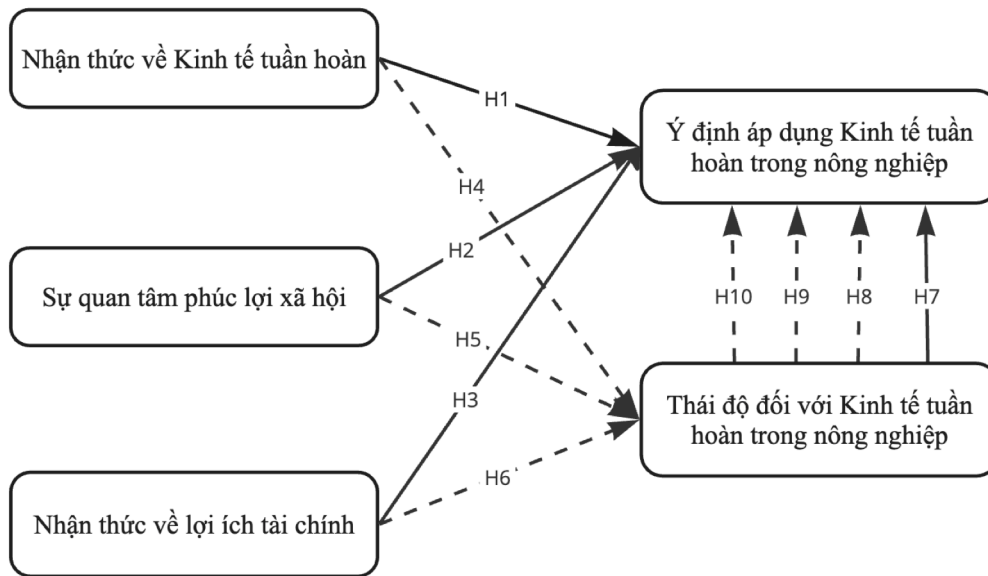 Nhận thức về Kinh tế tuần hoàn
H1
Ý định áp dụng Kinh tế tuần
hoàn trong nông nghiệp
H4
H2
Sự quan tâm phúc lợi xã hội
H10
H9
H8
H7
H5
H3
Thái độ đối với Kinh tế tuần
hoàn trong nông nghiệp
H6
Nhận thức về lợi ích tài chính